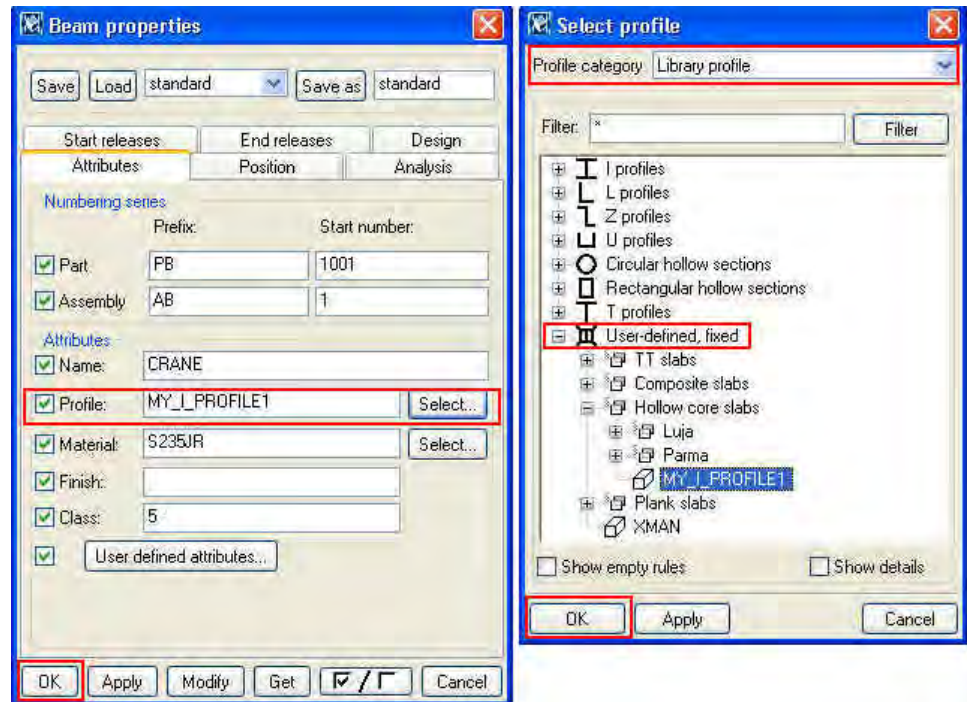 Beam properties
Save Load standard Save as standard
Start releases End releases Design
Attributes Position Analysis
Numbering series
Prefix: Start number:
Part PB 1001
Assembly AB 1
Attributes
Name: CRANE
Profile: MY_I_PROFILE1 Select...
Material: S235JR Select...
Finish:
Class: 5
User defined attributes...
OK Apply Modify Get / Cancel
Select profile
Profile category Library profile
Filter: * Filter
I profiles
L profiles
Z profiles
U profiles
Circular hollow sections
Rectangular hollow sections
T profiles
User-defined, fixed
TT slabs
Composite slabs
Hollow core slabs
Luja
Parma
MY_I_PROFILE1
Plank slabs
XMAN
Show empty rules Show details
OK Apply Cancel